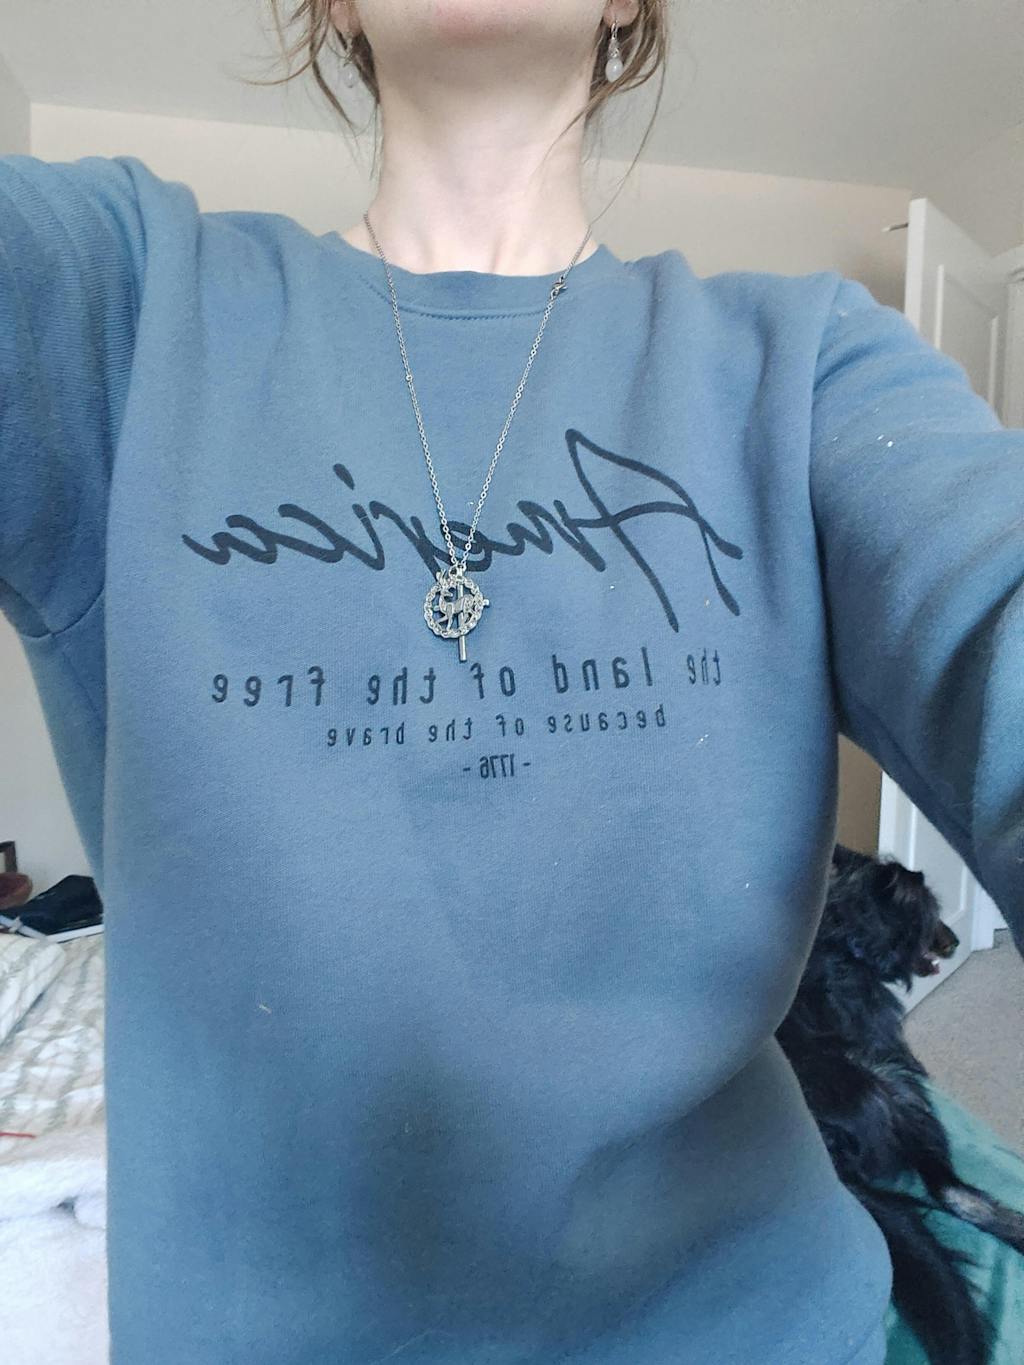 America
the land of the free
because of the brave
- 1776 -